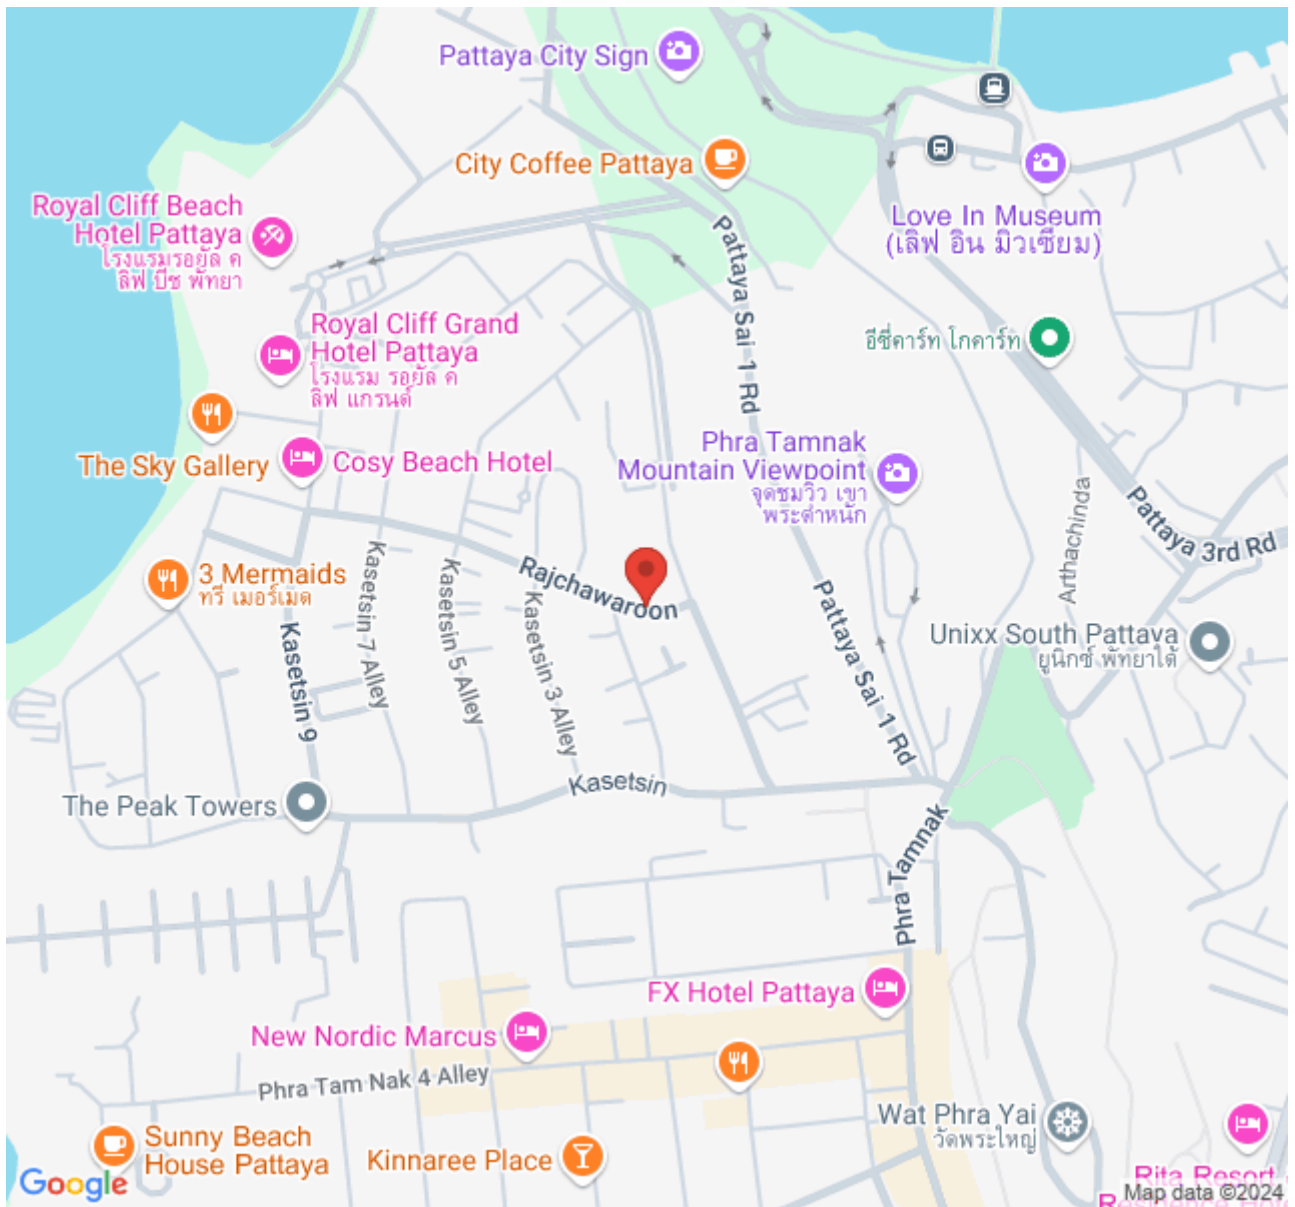 Pattaya City Sign
City Coffee Pattaya
Royal Cliff Beach
Hotel Pattaya
โรงแรมรอยัล ค
ลิฟ บีช พัทยา
Love In Museum
(เลิฟ อิน มิวเซียม)
Pattaya Sai 1 Rd
Royal Cliff Grand
Hotel Pattaya
โรงแรม รอยัล ค
ลิฟ แกรนด์
อีซี่คาร์ท โกคาร์ท
The Sky Gallery
Cosy Beach Hotel
Phra Tamnak
Mountain Viewpoint
จุดชมวิว เขา
พระตำหนัก
Arthachinda
Pattaya 3rd Rd
3 Mermaids
ทรี เมอร์เมด
Kasetsin 7 Alley
Kasetsin 5 Alley
Rajchawaroon
Kasetsin 3 Alley
Pattaya Sai 1 Rd
Unixx South Pattaya
ยูนิกซ์ พัทยาใต้
Kasetsin 9
Kasetsin
The Peak Towers
Phra Tamnak
FX Hotel Pattaya
New Nordic Marcus
Phra Tam Nak 4 Alley
Wat Phra Yai
วัดพระใหญ่
Sunny Beach
House Pattaya
Kinnaree Place
Rita Resort
Residence
Google
Map data ©2024